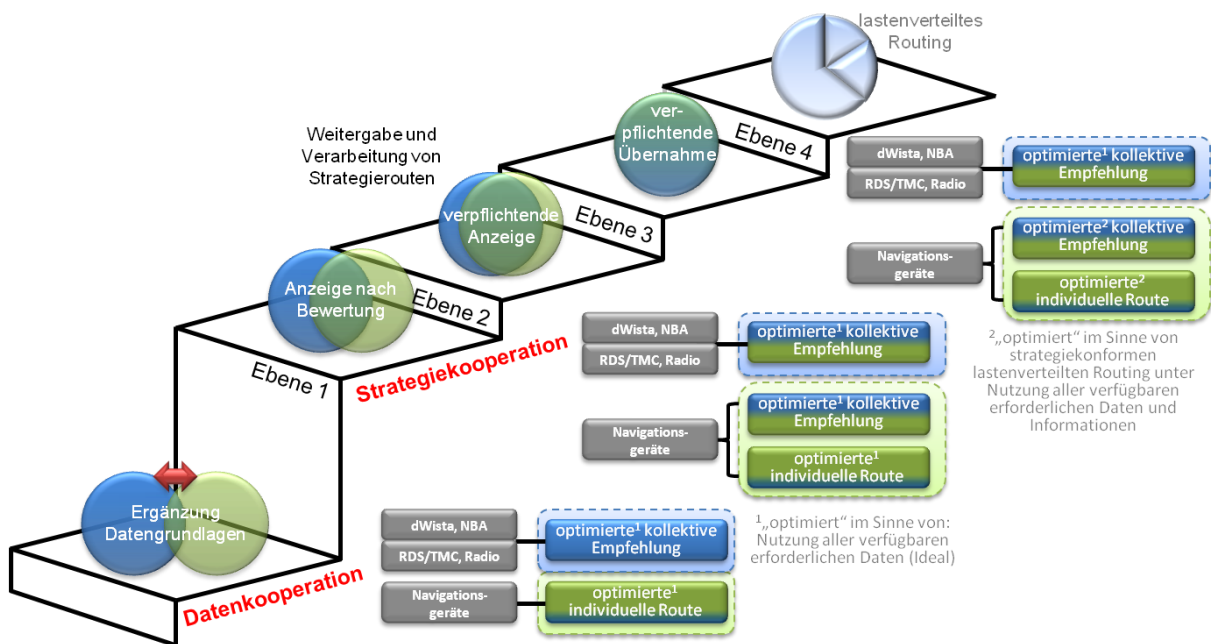 lastenverteiltes
Routing
ver-
pflichtende
Übernahme
Ebene 4
Weitergabe und
Verarbeitung von
Strategierouten
verpflichtende
Anzeige
Ebene 3
Anzeige nach
Bewertung
Ebene 2
Ebene 1
Strategiekooperation
Ergänzung
Datengrundlagen
Datenkooperation
dWista, NBA
RDS/TMC, Radio
optimierte¹ kollektive
Empfehlung
Navigations-
geräte
optimierte² kollektive
Empfehlung
optimierte²
individuelle Route
²„optimiert“ im Sinne von
strategiekonformen
lastenverteilten Routing unter
Nutzung aller verfügbaren
erforderlichen Daten und
Informationen
dWista, NBA
RDS/TMC, Radio
optimierte¹ kollektive
Empfehlung
Navigations-
geräte
optimierte¹ kollektive
Empfehlung
optimierte¹
individuelle Route
¹„optimiert“ im Sinne von:
Nutzung aller verfügbaren
erforderlichen Daten (Ideal)
dWista, NBA
RDS/TMC, Radio
optimierte¹ kollektive
Empfehlung
Navigations-
geräte
optimierte¹
individuelle Route